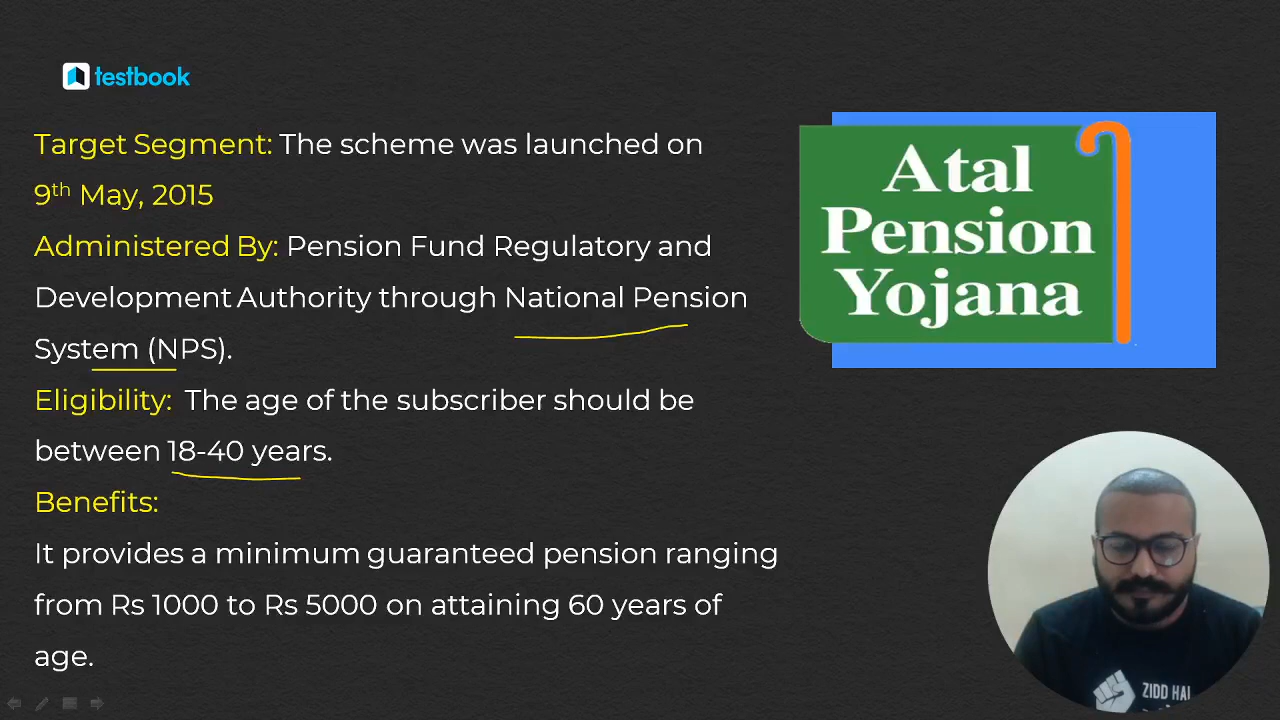 testbook
Target Segment: The scheme was launched on
9th May, 2015
Administered By: Pension Fund Regulatory and
Development Authority through National Pension
System (NPS).
Eligibility: The age of the subscriber should be
between 18-40 years.
Benefits:
It provides a minimum guaranteed pension ranging
from Rs 1000 to Rs 5000 on attaining 60 years of
age.
Atal
Pension
Yojana
ZIDD HAI